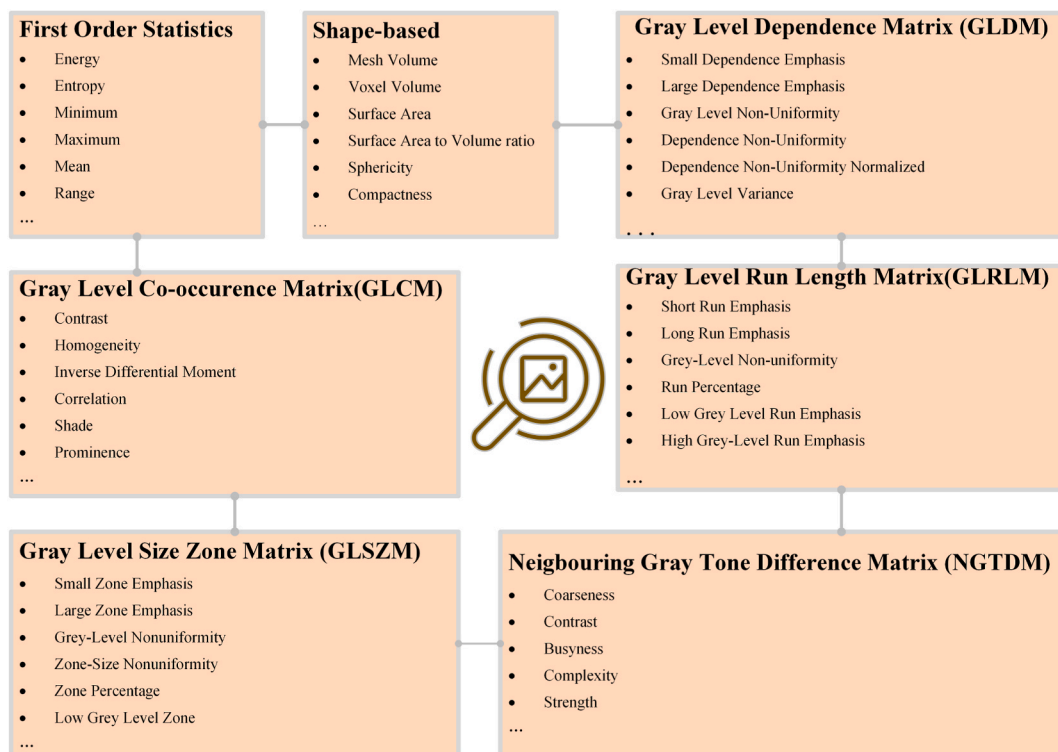 First Order Statistics
• Energy
• Entropy
• Minimum
• Maximum
• Mean
• Range
...
Shape-based
• Mesh Volume
• Voxel Volume
• Surface Area
• Surface Area to Volume ratio
• Sphericity
• Compactness
...
Gray Level Dependence Matrix (GLDM)
• Small Dependence Emphasis
• Large Dependence Emphasis
• Gray Level Non-Uniformity
• Dependence Non-Uniformity
• Dependence Non-Uniformity Normalized
• Gray Level Variance
. . .
Gray Level Co-occurence Matrix(GLCM)
• Contrast
• Homogeneity
• Inverse Differential Moment
• Correlation
• Shade
• Prominence
...
Gray Level Run Length Matrix(GLRLM)
• Short Run Emphasis
• Long Run Emphasis
• Grey-Level Non-uniformity
• Run Percentage
• Low Grey Level Run Emphasis
• High Grey-Level Run Emphasis
...
Gray Level Size Zone Matrix (GLSZM)
• Small Zone Emphasis
• Large Zone Emphasis
• Grey-Level Nonuniformity
• Zone-Size Nonuniformity
• Zone Percentage
• Low Grey Level Zone
...
Neigbouring Gray Tone Difference Matrix (NGTDM)
• Coarseness
• Contrast
• Busyness
• Complexity
• Strength
...